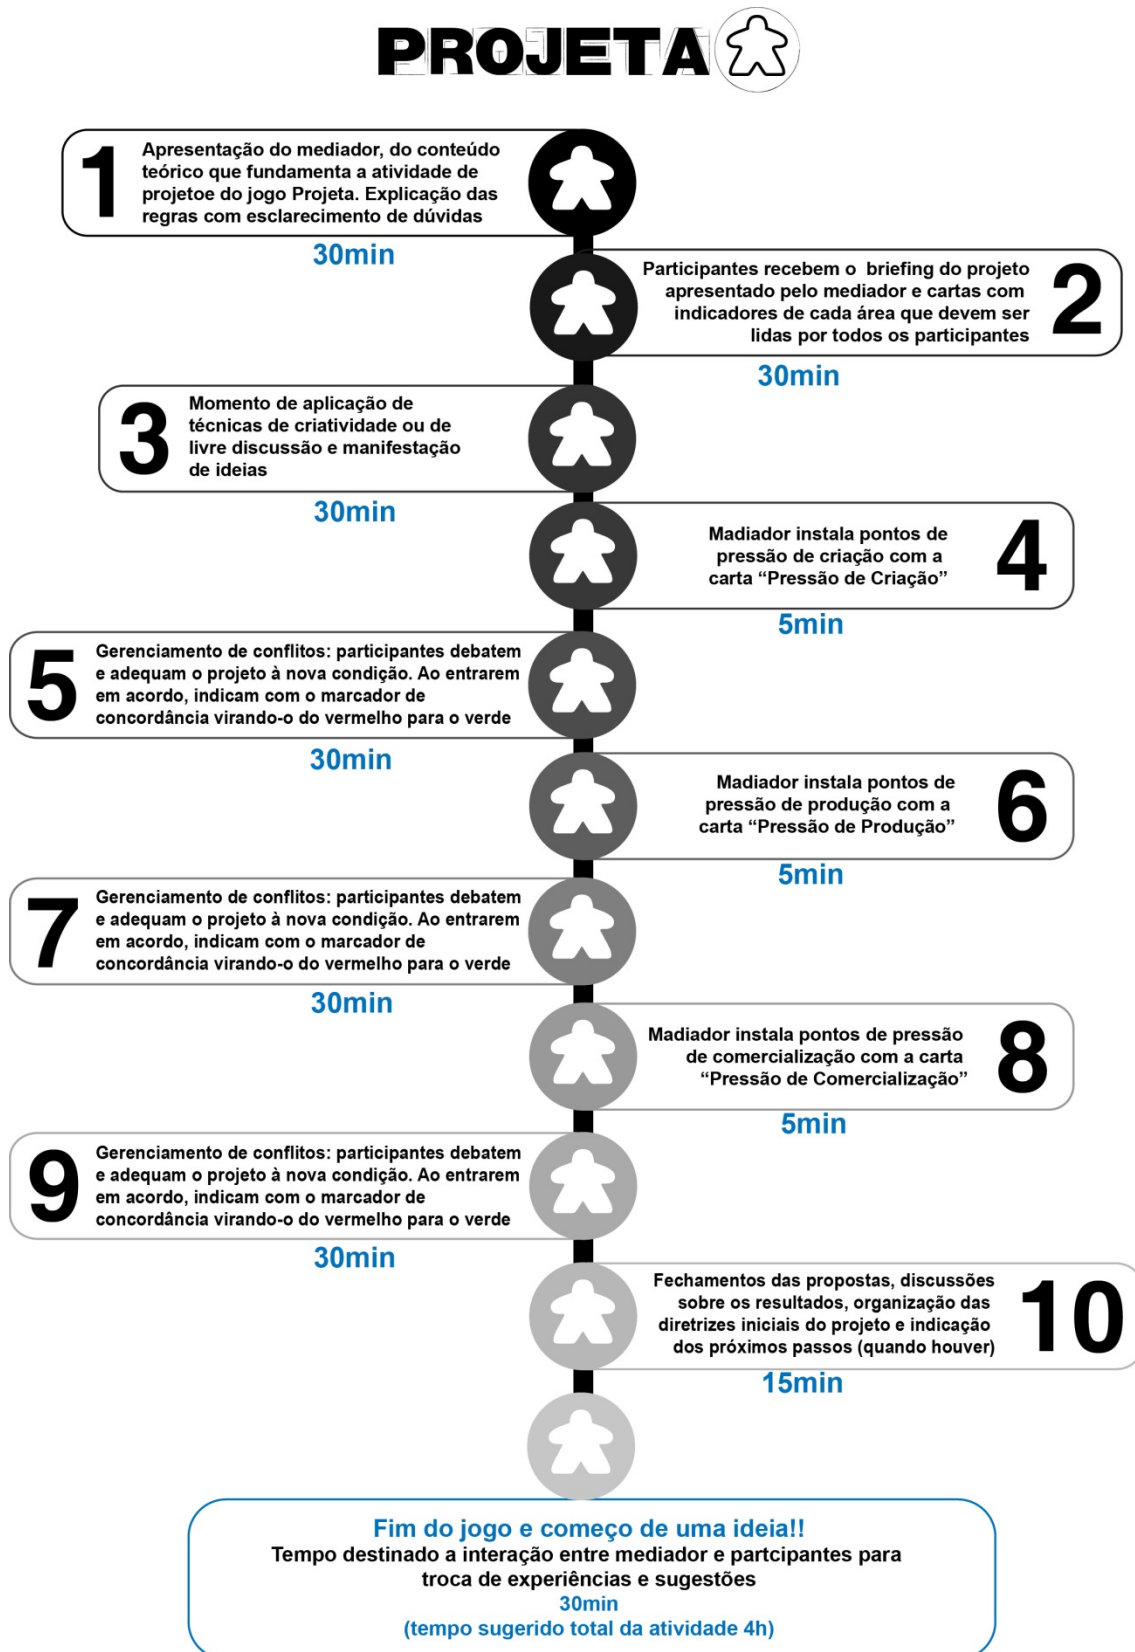 PROJETA
1
Apresentação do mediador, do conteúdo
teórico que fundamenta a atividade de
projetoe do jogo Projeta. Explicação das
regras com esclarecimento de dúvidas
30min
Participantes recebem o briefing do projeto
apresentado pelo mediador e cartas com
indicadores de cada área que devem ser
lidas por todos os participantes
2
30min
3
Momento de aplicação de
técnicas de criatividade ou de
livre discussão e manifestação
de ideias
30min
Madiador instala pontos de
pressão de criação com a
carta “Pressão de Criação”
4
5min
5
Gerenciamento de conflitos: participantes debatem
e adequam o projeto à nova condição. Ao entrarem
em acordo, indicam com o marcador de
concordância virando-o do vermelho para o verde
30min
Madiador instala pontos de
pressão de produção com a
carta “Pressão de Produção”
6
5min
7
Gerenciamento de conflitos: participantes debatem
e adequam o projeto à nova condição. Ao entrarem
em acordo, indicam com o marcador de
concordância virando-o do vermelho para o verde
30min
Madiador instala pontos de pressão
de comercialização com a carta
“Pressão de Comercialização”
8
5min
9
Gerenciamento de conflitos: participantes debatem
e adequam o projeto à nova condição. Ao entrarem
em acordo, indicam com o marcador de
concordância virando-o do vermelho para o verde
30min
Fechamentos das propostas, discussões
sobre os resultados, organização das
diretrizes iniciais do projeto e indicação
dos próximos passos (quando houver)
10
15min
Fim do jogo e começo de uma ideia!!
Tempo destinado a interação entre mediador e partcipantes para
troca de experiências e sugestões
30min
(tempo sugerido total da atividade 4h)